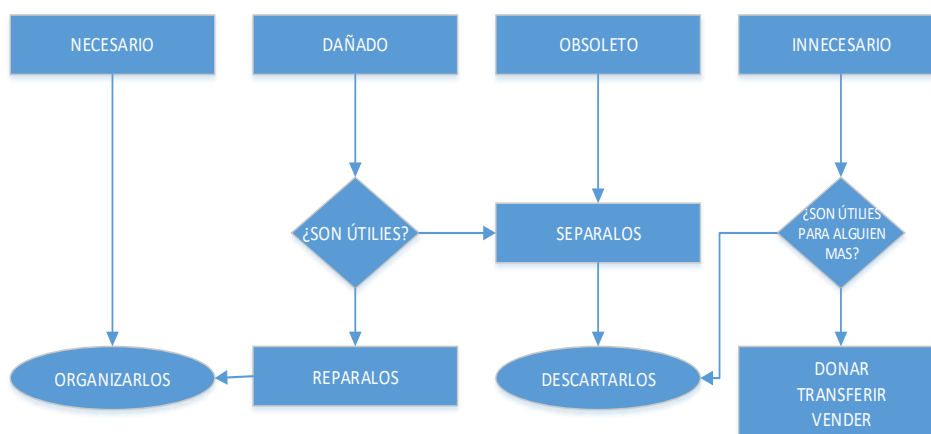 NECESARIO
DAÑADO
OBSOLETO
INNECESARIO
¿SON ÚTILIES?
SEPARALOS
¿SON ÚTILIES
PARA ALGUIEN
MAS?
ORGANIZARLOS
REPARALOS
DESCARTARLOS
DONAR
TRANSFERIR
VENDER